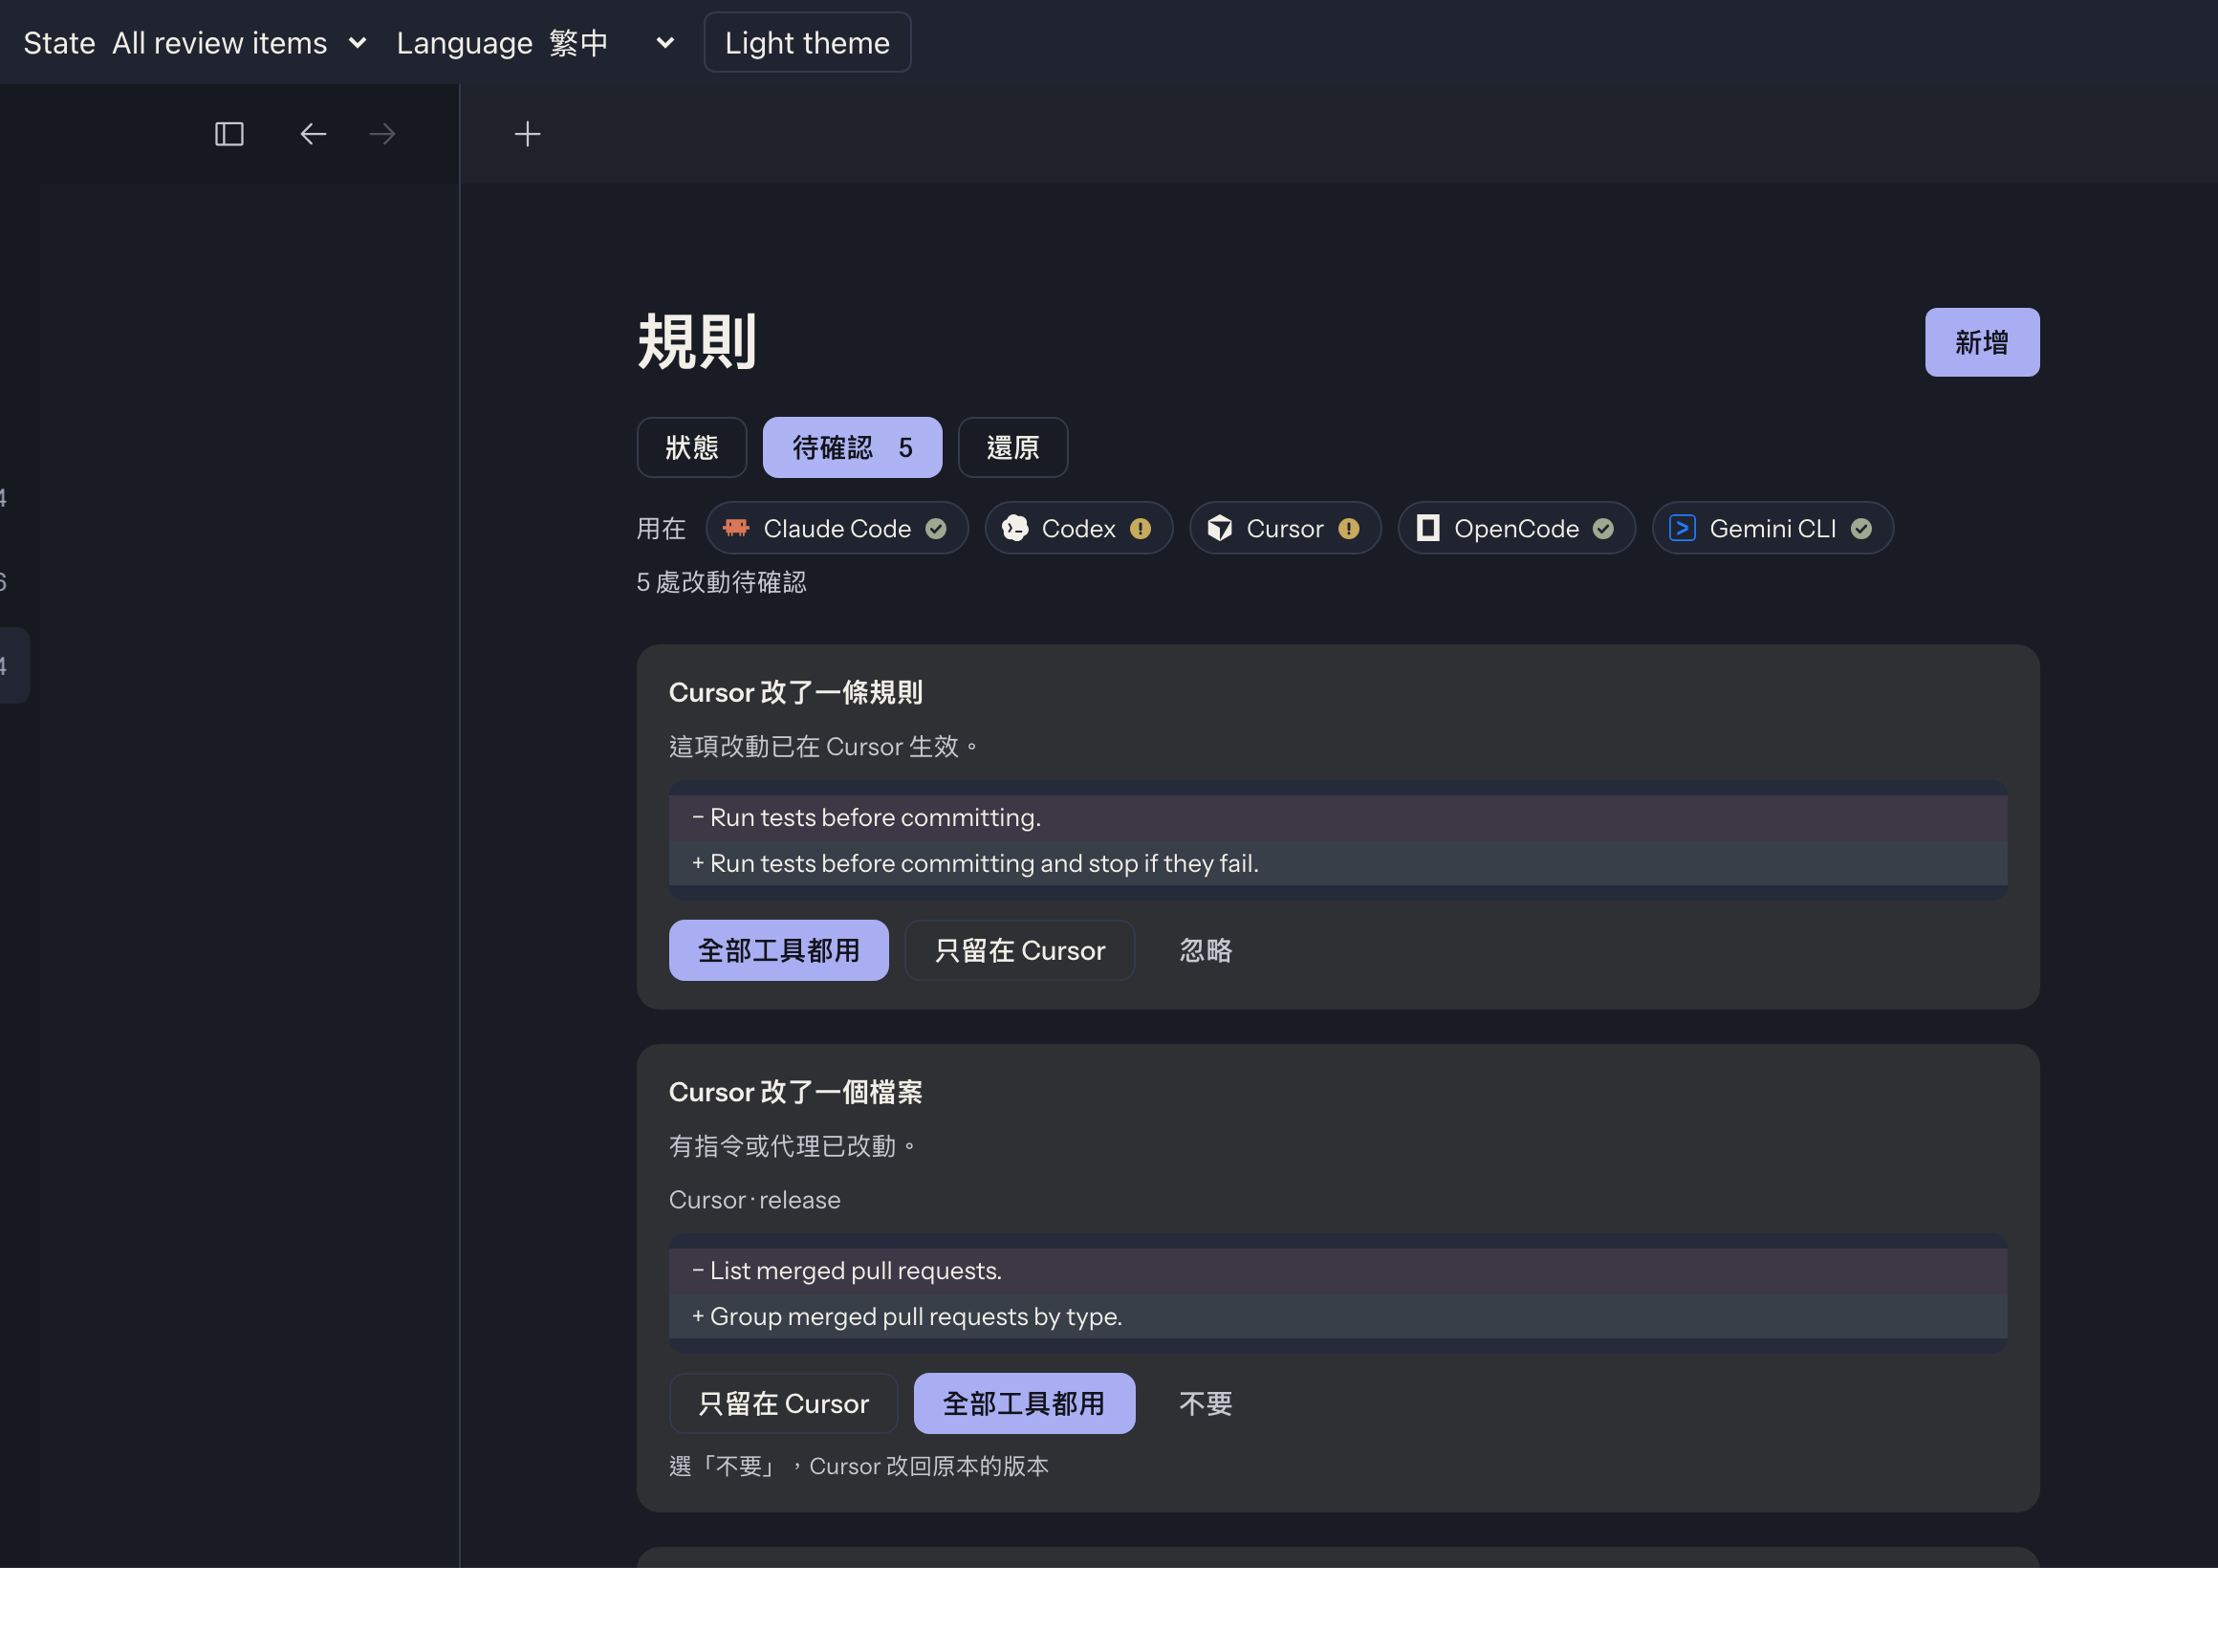 State All review items Language 繁中 Light theme
規則 新增
狀態 待確認 5 還原
用在 Claude Code Codex Cursor OpenCode Gemini CLI
4
5 處改動待確認
Cursor 改了一條規則
4
這項改動已在 Cursor 生效。
− Run tests before committing.
+ Run tests before committing and stop if they fail.
全部工具都用 只留在 Cursor 忽略
Cursor 改了一個檔案
有指令或代理已改動。
Cursor · release
− List merged pull requests.
+ Group merged pull requests by type.
只留在 Cursor 全部工具都用 不要
選「不要」，Cursor 改回原本的版本